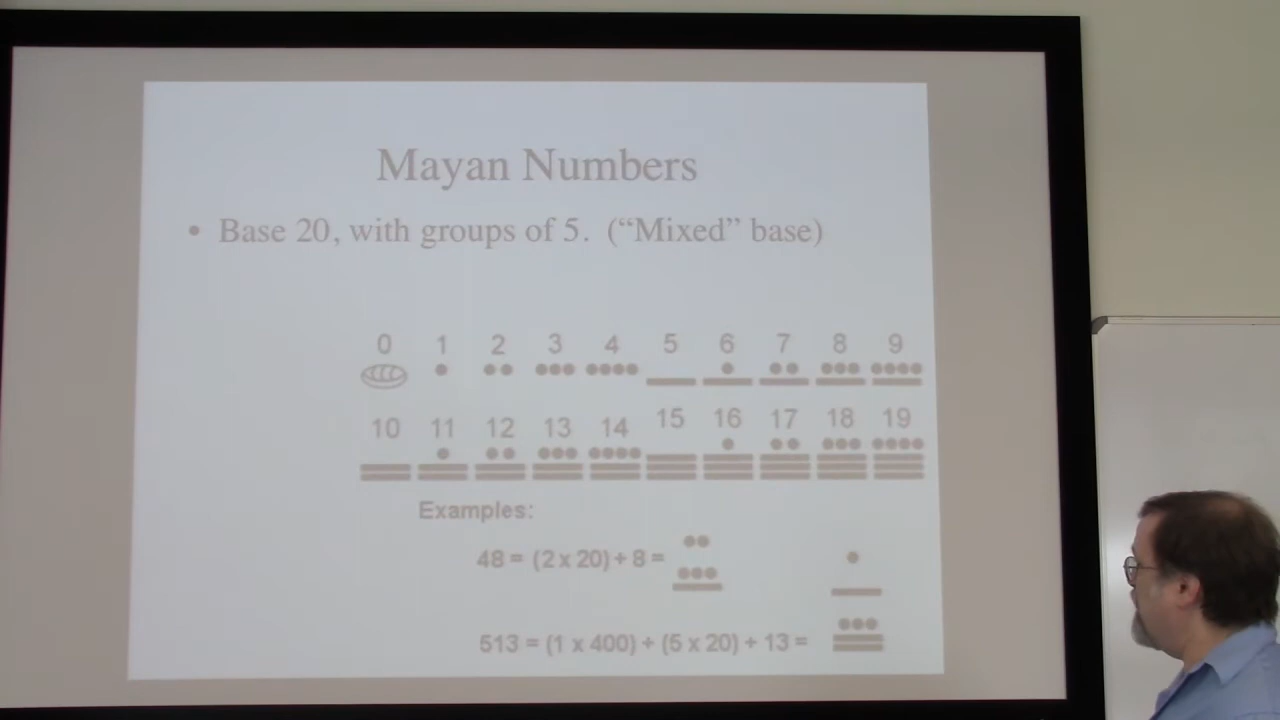 Mayan Numbers
• Base 20, with groups of 5. (“Mixed” base)
0 1 2 3 4 5 6 7 8 9
10 11 12 13 14 15 16 17 18 19
Examples:
48 = (2 x 20) + 8 =
513 = (1 x 400) + (5 x 20) + 13 =